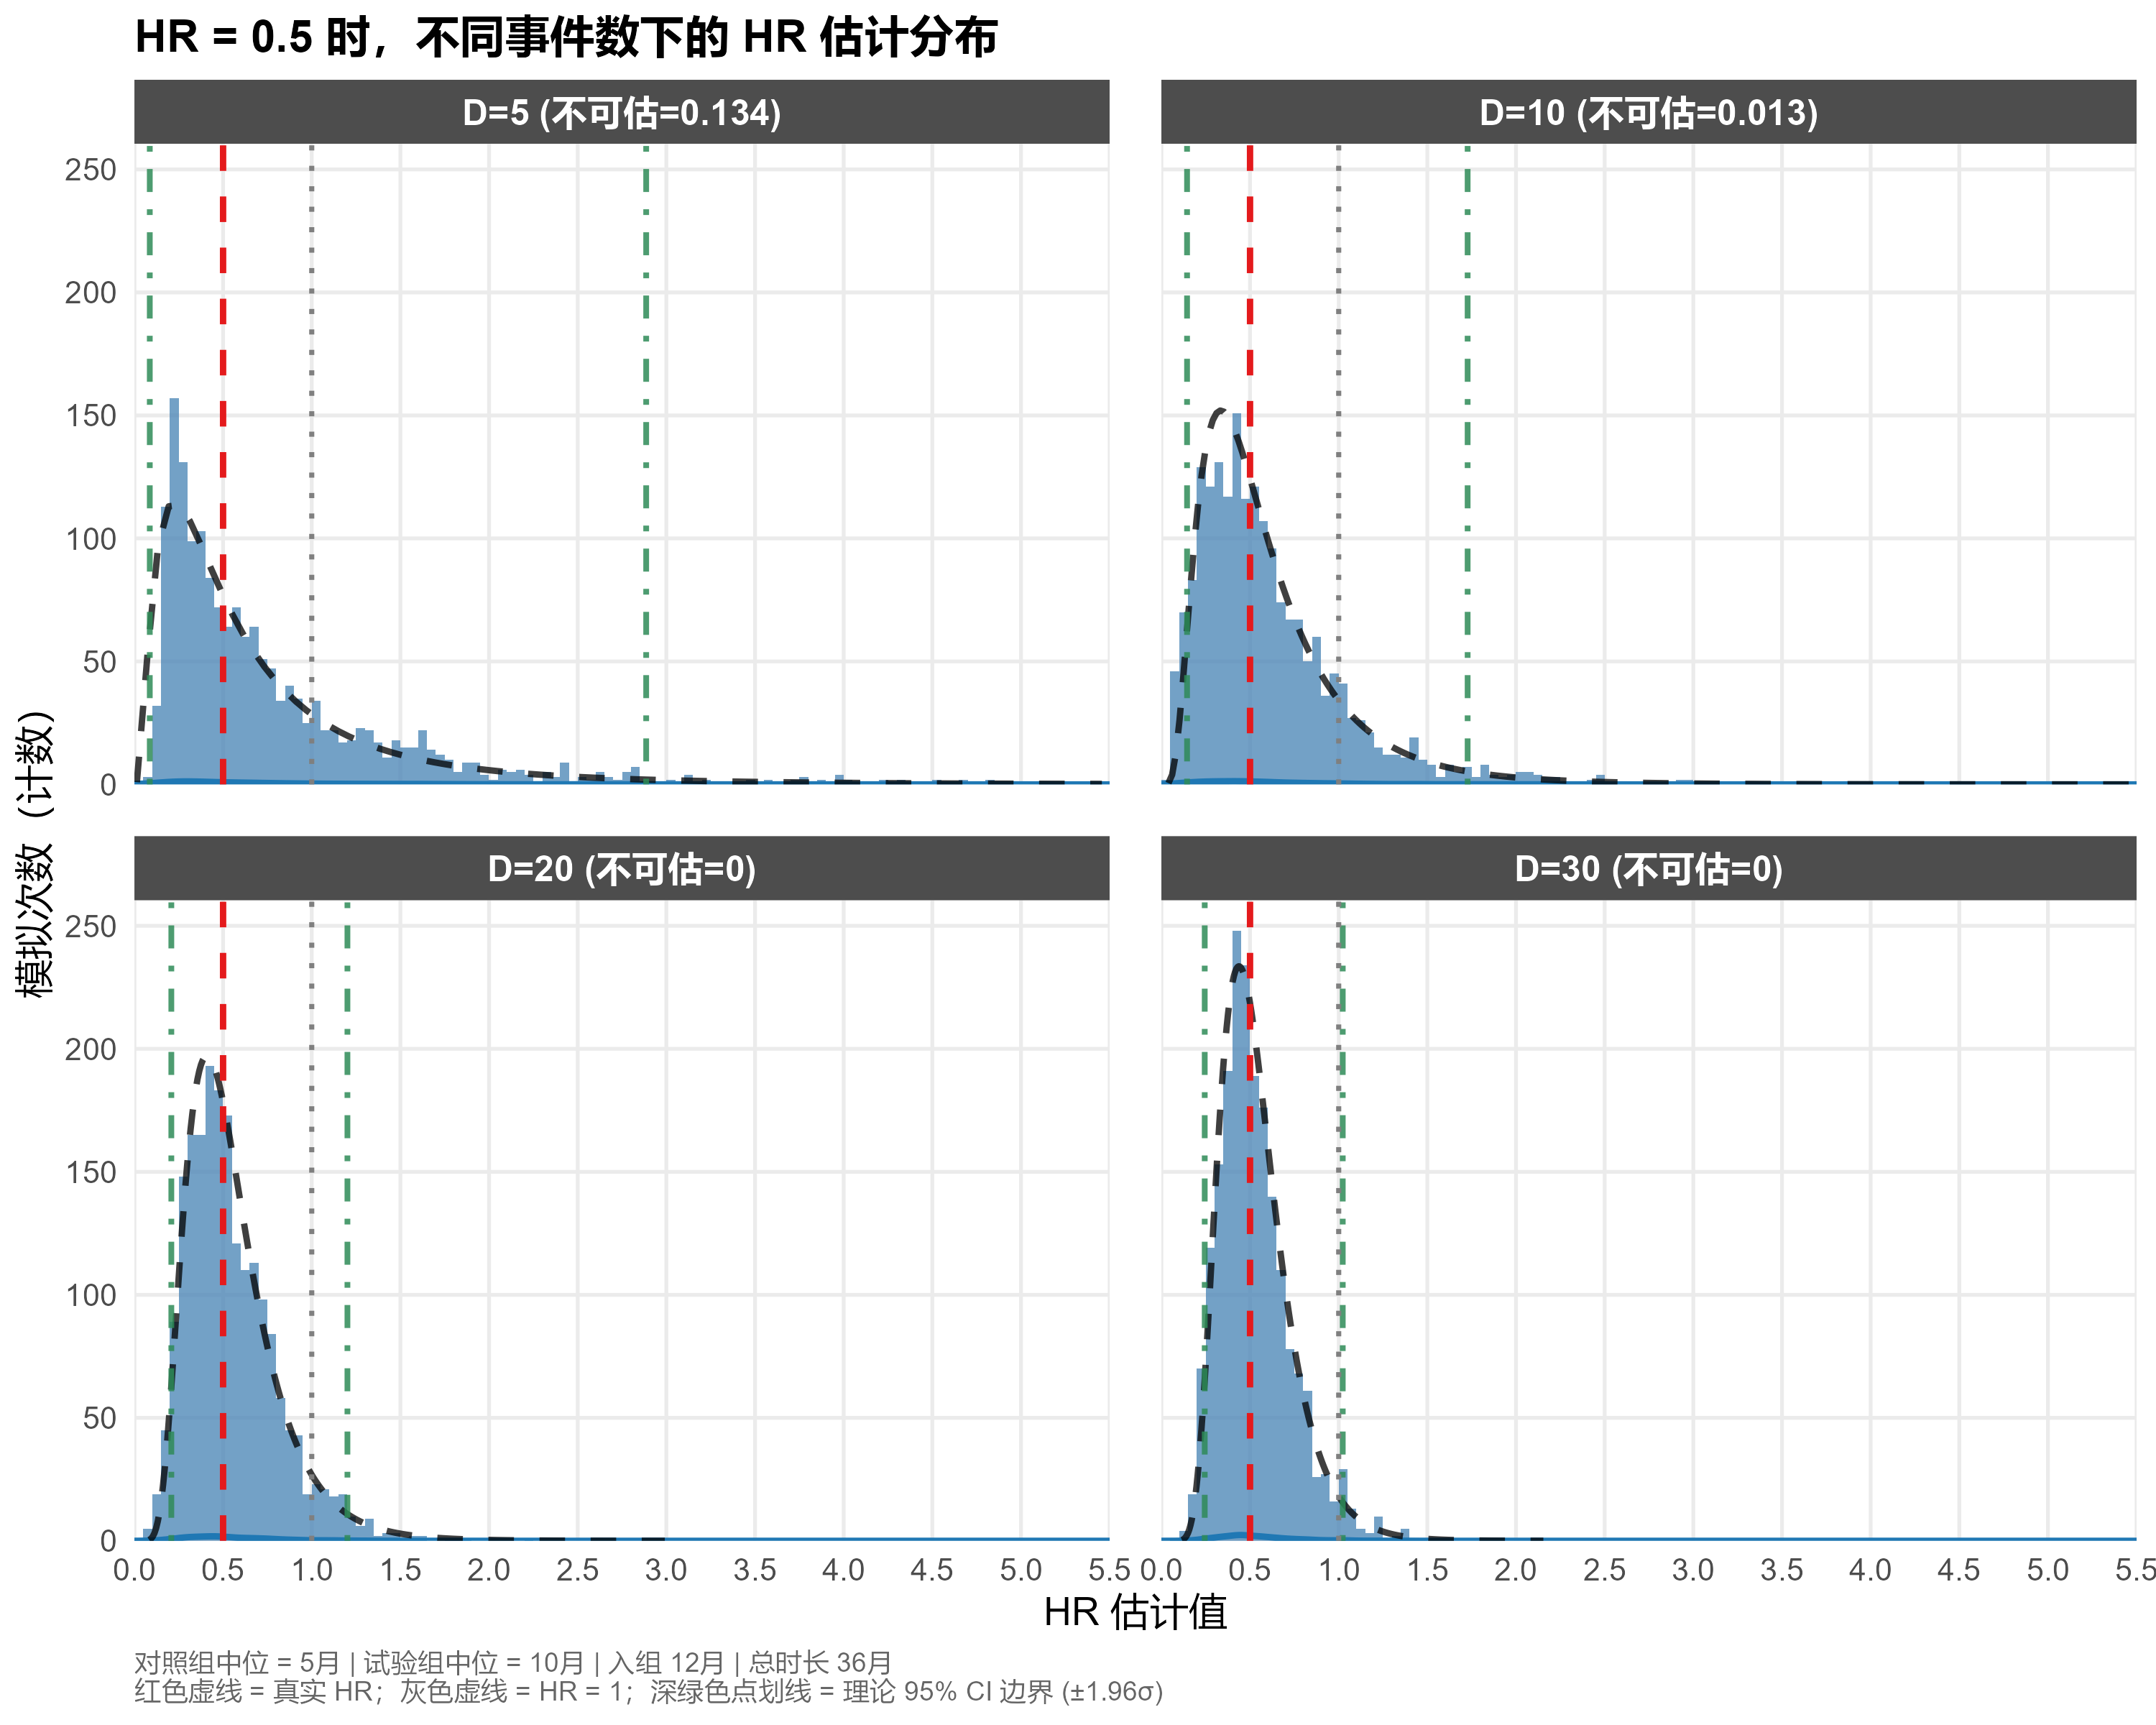 HR = 0.5 时，不同事件数下的 HR 估计分布
D=5 (不可估=0.134)
D=10 (不可估=0.013)
250
200
150
100
50
0
D=20 (不可估=0)
D=30 (不可估=0)
250
200
150
100
50
0
模拟次数（计数）
0.0 0.5 1.0 1.5 2.0 2.5 3.0 3.5 4.0 4.5 5.0 5.5
0.0 0.5 1.0 1.5 2.0 2.5 3.0 3.5 4.0 4.5 5.0 5.5
HR 估计值
对照组中位 = 5月 | 试验组中位 = 10月 | 入组 12月 | 总时长 36月
红色虚线 = 真实 HR；灰色虚线 = HR = 1；深绿色点划线 = 理论 95% CI 边界 (±1.96σ)